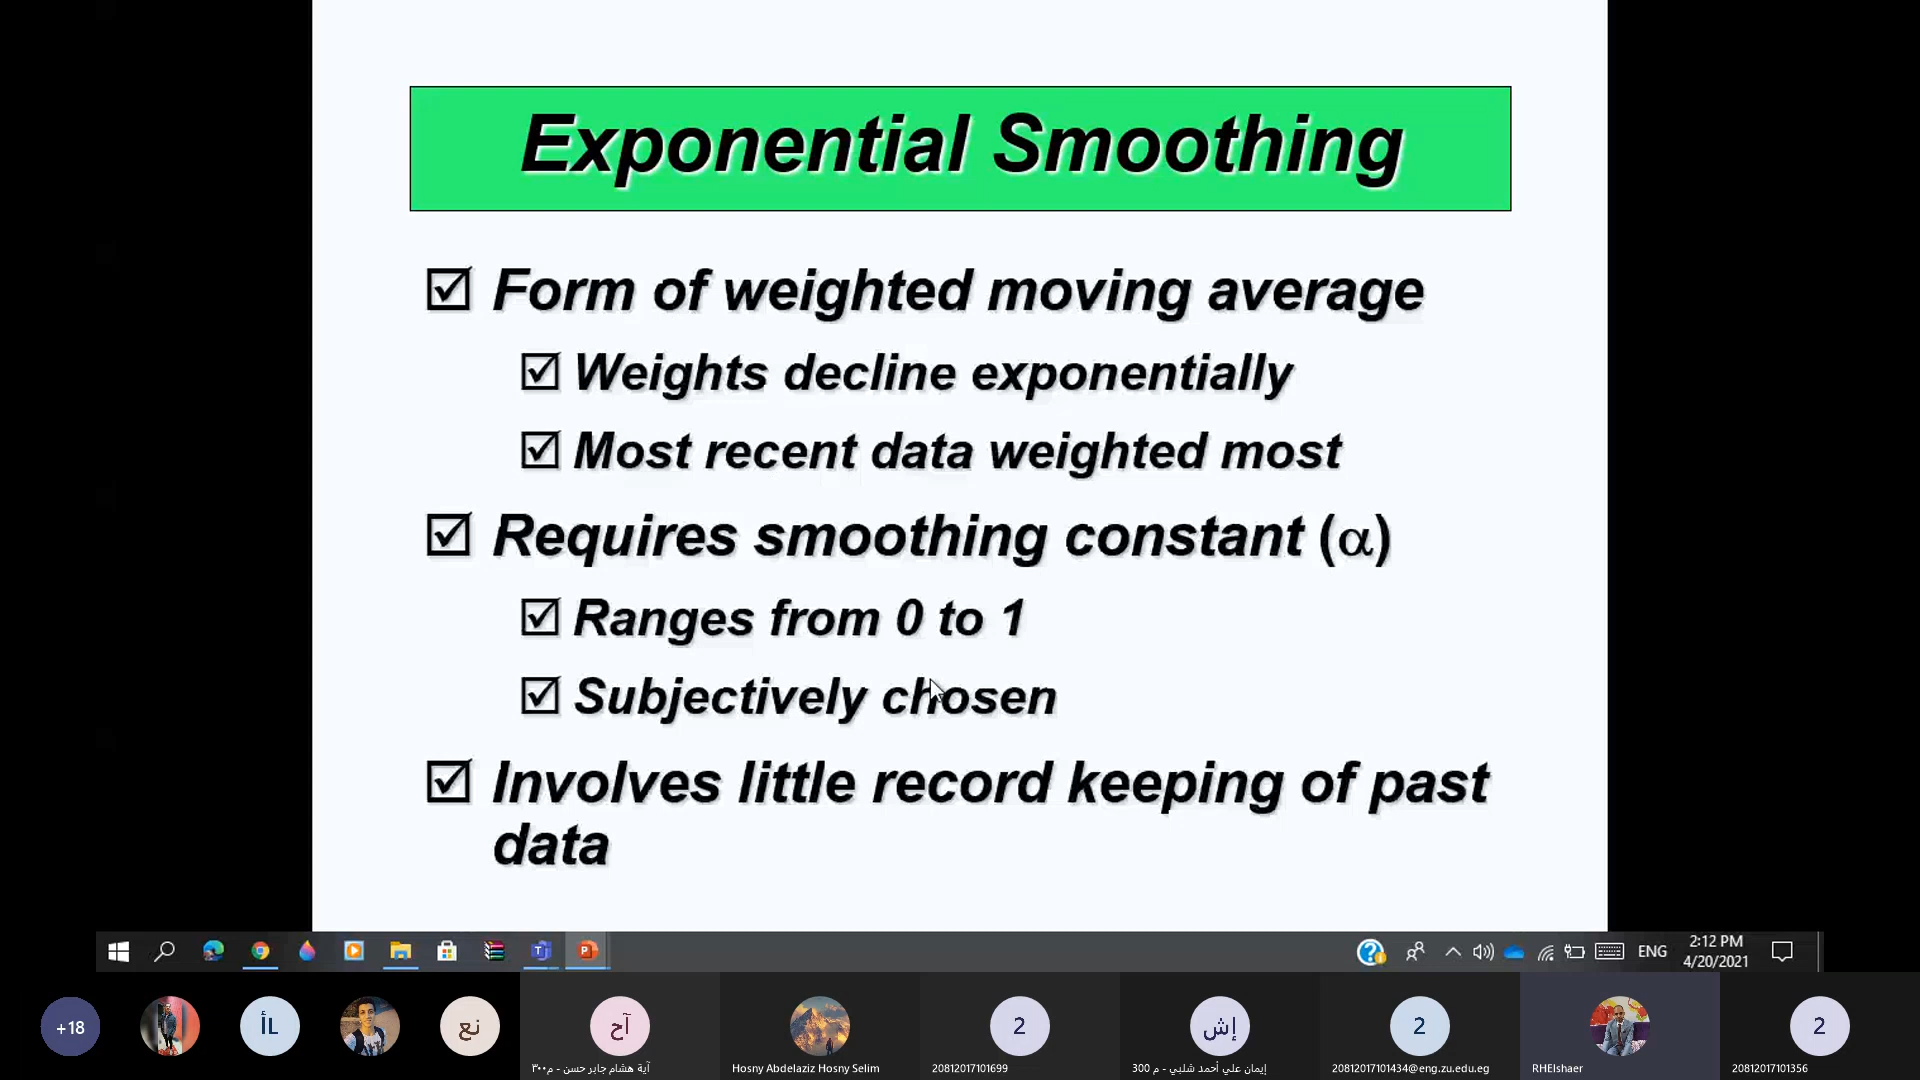 Exponential Smoothing
Form of weighted moving average
Weights decline exponentially
Most recent data weighted most
Requires smoothing constant (α)
Ranges from 0 to 1
Subjectively chosen
Involves little record keeping of past
data
ENG
2:12 PM
4/20/2021
+18
أL
نع
آح
آية هشام جابر حسن - م٣٠٠
Hosny Abdelaziz Hosny Selim
2
20812017101699
إش
إيمان علي أحمد شلبي - م 300
2
20812017101434@eng.zu.edu.eg
RHElshaer
2
20812017101356